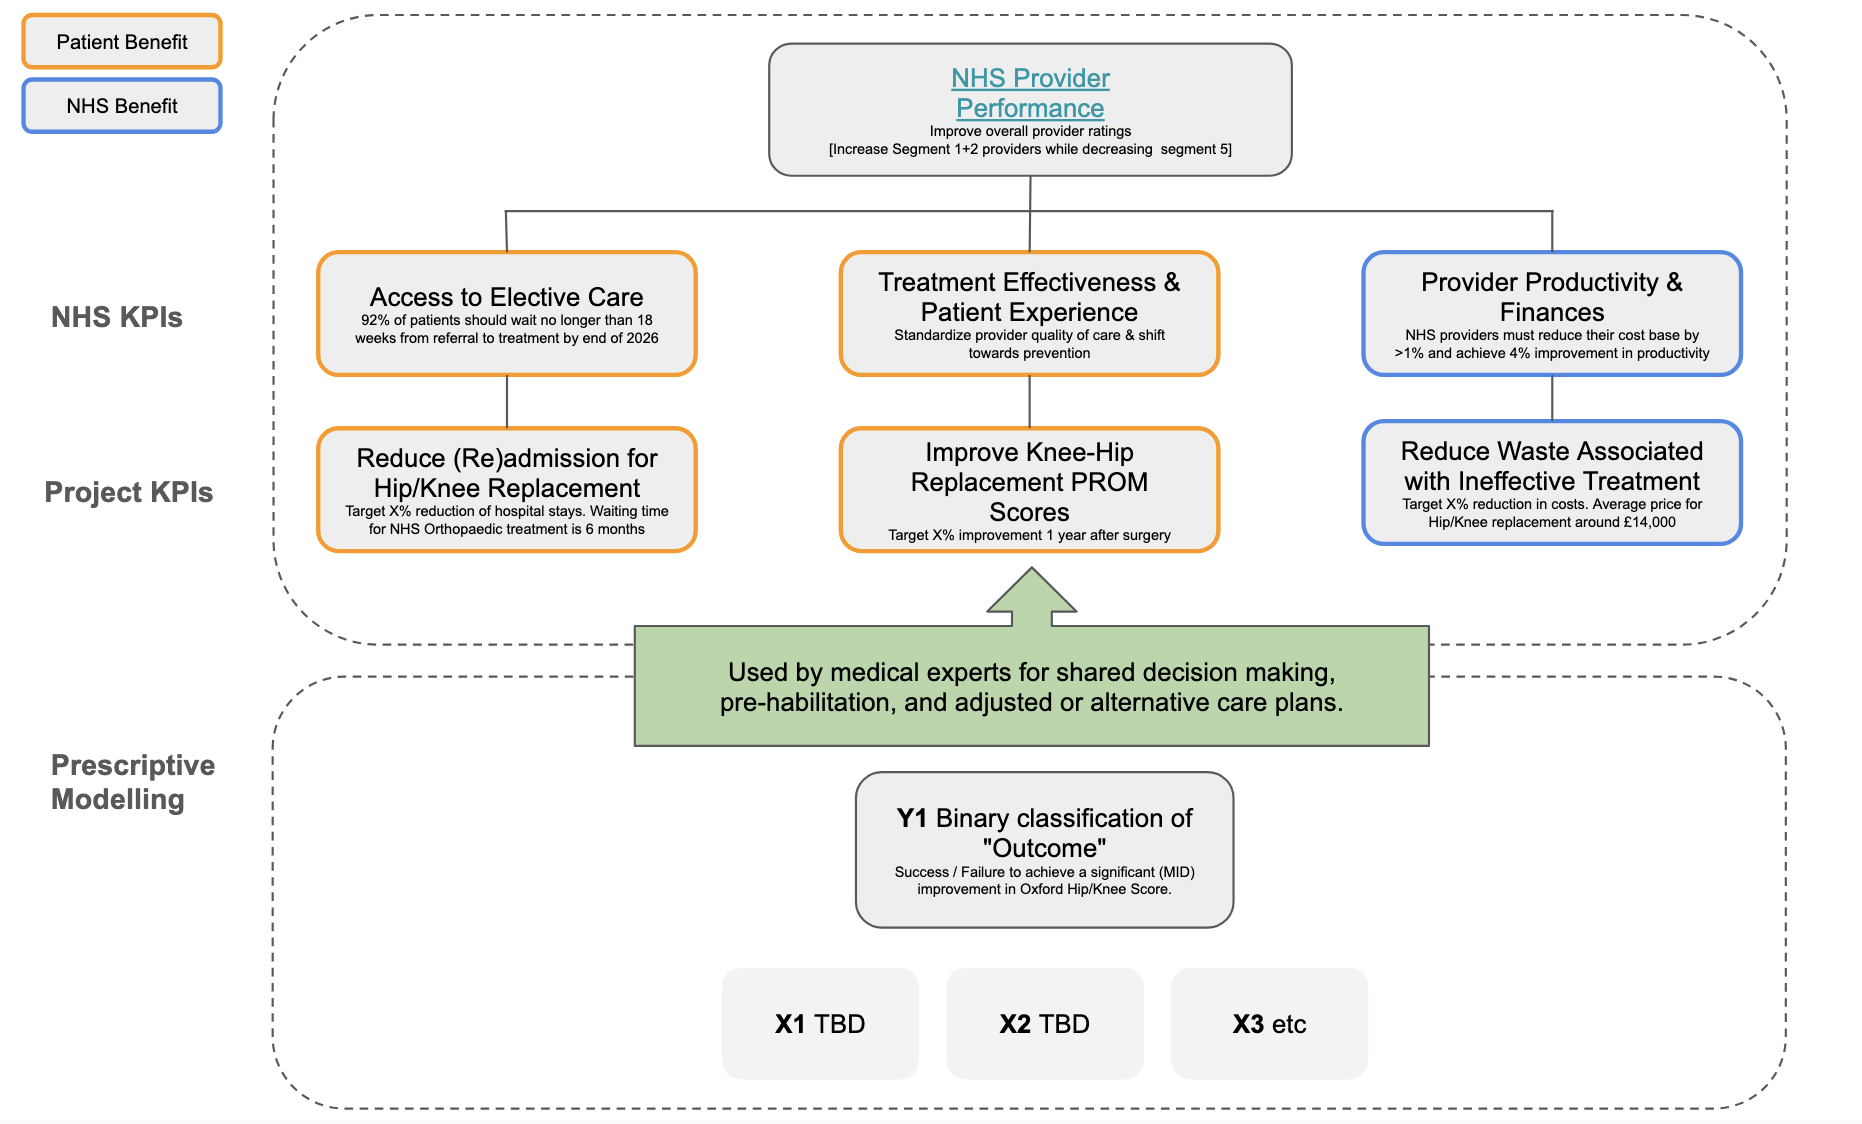 Patient Benefit
NHS Benefit
NHS Provider
Performance
Improve overall provider ratings
[Increase Segment 1+2 providers while decreasing segment 5]
NHS KPIs
Access to Elective Care
92% of patients should wait no longer than 18
weeks from referral to treatment by end of 2026
Treatment Effectiveness &
Patient Experience
Standardize provider quality of care & shift
towards prevention
Provider Productivity &
Finances
NHS providers must reduce their cost base by
>1% and achieve 4% improvement in productivity
Project KPIs
Reduce (Re)admission for
Hip/Knee Replacement
Target X% reduction of hospital stays. Waiting time
for NHS Orthopaedic treatment is 6 months
Improve Knee-Hip
Replacement PROM
Scores
Target X% improvement 1 year after surgery
Reduce Waste Associated
with Ineffective Treatment
Target X% reduction in costs. Average price for
Hip/Knee replacement around £14,000
Used by medical experts for shared decision making,
pre-habilitation, and adjusted or alternative care plans.
Prescriptive
Modelling
Y1 Binary classification of
"Outcome"
Success / Failure to achieve a significant (MID)
improvement in Oxford Hip/Knee Score.
X1 TBD
X2 TBD
X3 etc